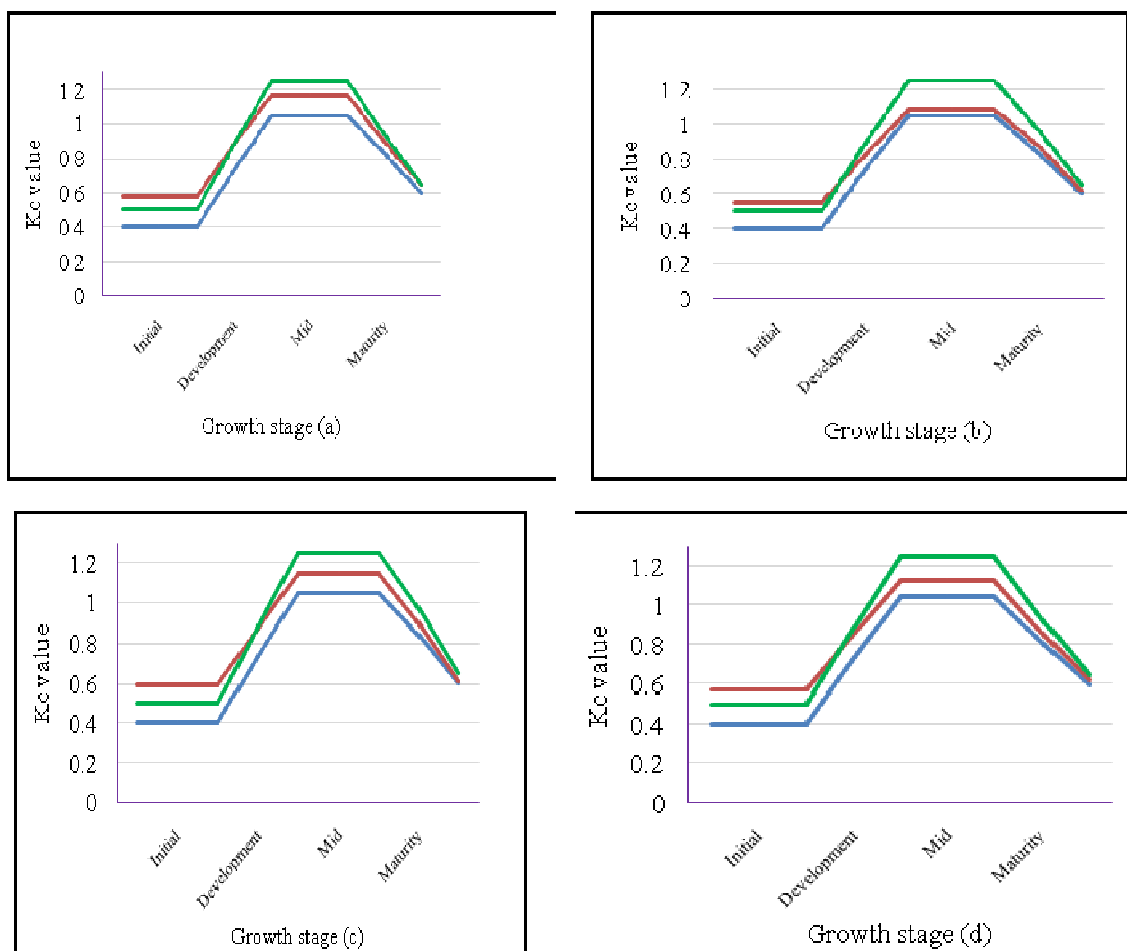 1.2
1
0.8
0.6
0.4
0.2
0
Kc value
Initial
Development
Mid
Maturity
Growth stage (a)
1.2
1
0.8
0.6
0.4
0.2
0
Kc value
Initial
Development
Mid
Maturity
Growth stage (b)
1.2
1
0.8
0.6
0.4
0.2
0
Kc value
Initial
Development
Mid
Maturity
Growth stage (c)
1.2
1
0.8
0.6
0.4
0.2
0
Kc value
Initial
Development
Mid
Maturity
Growth stage (d)